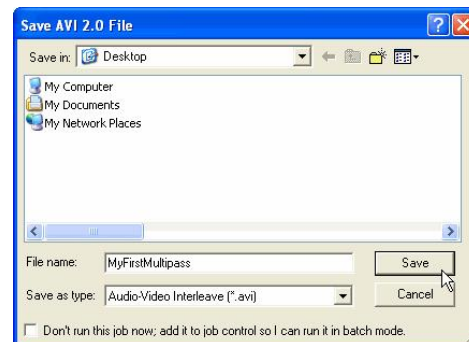 Save AVI 2.0 File
Save in: Desktop
My Computer
My Documents
My Network Places
File name: MyFirstMultipass Save
Save as type: Audio-Video Interleave (*.avi) Cancel
Don't run this job now; add it to job control so I can run it in batch mode.